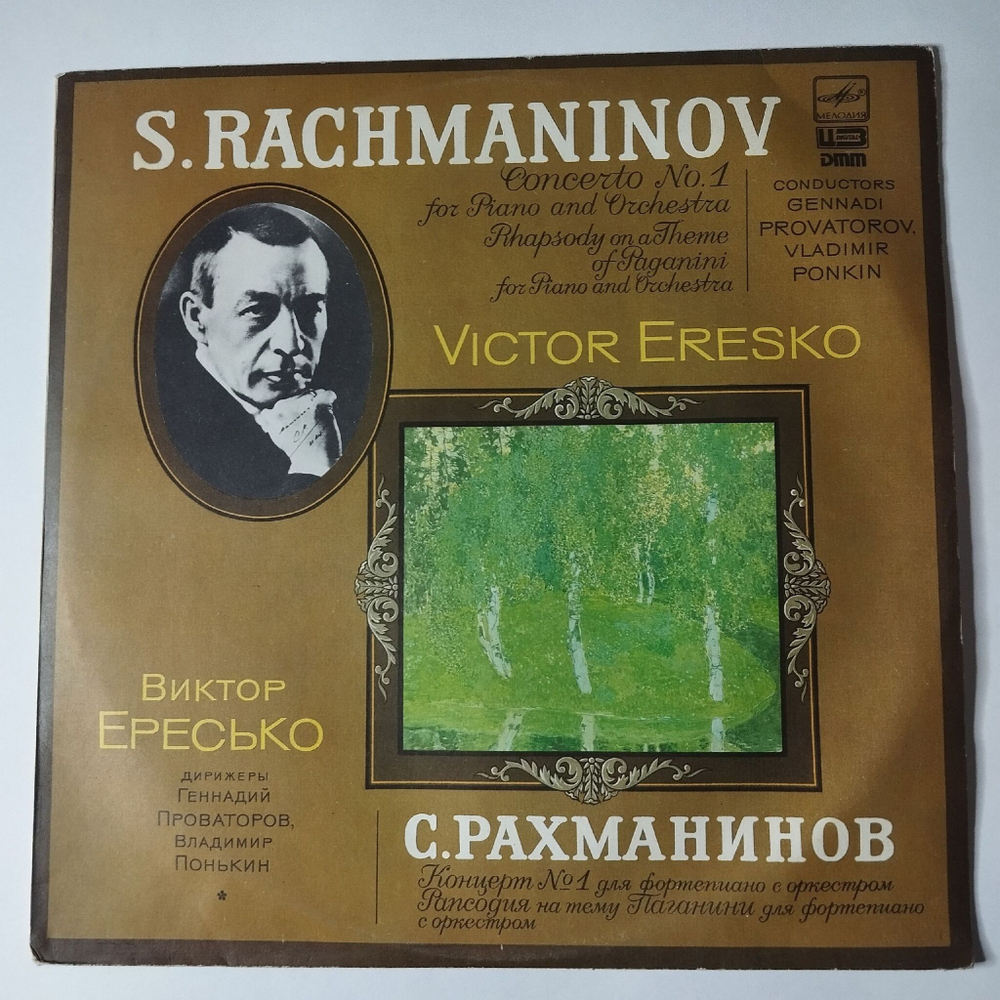 S.RACHMANINOV
Concerto No.1
for Piano and Orchestra
Rhapsody on a Theme
of Paganini
for Piano and Orchestra
МЕЛОДИЯ
DIGITAL
DMM
CONDUCTORS
GENNADI
PROVATOROV,
VLADIMIR
PONKIN
VICTOR ERESKO
ВИКТОР
ЕРЕСЬКО
ДИРИЖЕРЫ
ГЕННАДИЙ
ПРОВАТОРОВ,
ВЛАДИМИР
ПОНЬКИН
*
С.РАХМАНИНОВ
Концерт №1 для фортепиано с оркестром
Рапсодия на тему Паганини для фортепиано
с оркестром